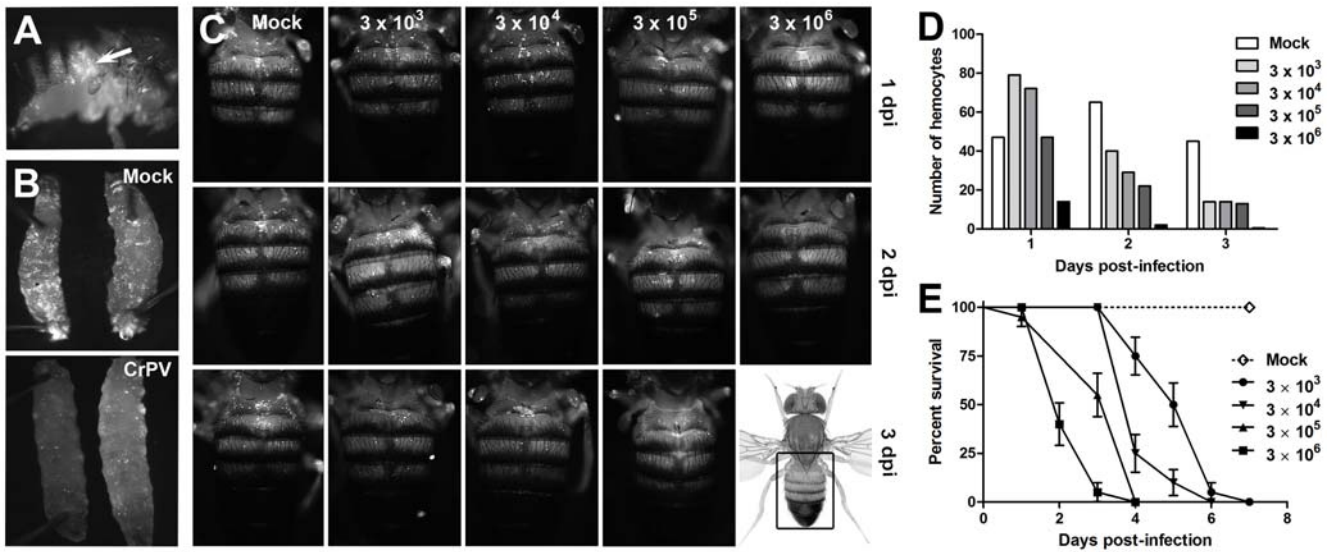 A
B
Mock
CrPV
C
Mock
3 x 10³
3 x 10⁴
3 x 10⁵
3 x 10⁶
1 dpi
2 dpi
3 dpi
D
Number of hemocytes
100
80
60
40
20
0
1
2
3
Days post-infection
Mock
3 x 10³
3 x 10⁴
3 x 10⁵
3 x 10⁶
E
Percent survival
100
75
50
25
0
0
2
4
6
8
Days post-infection
Mock
3 × 10³
3 × 10⁴
3 × 10⁵
3 × 10⁶